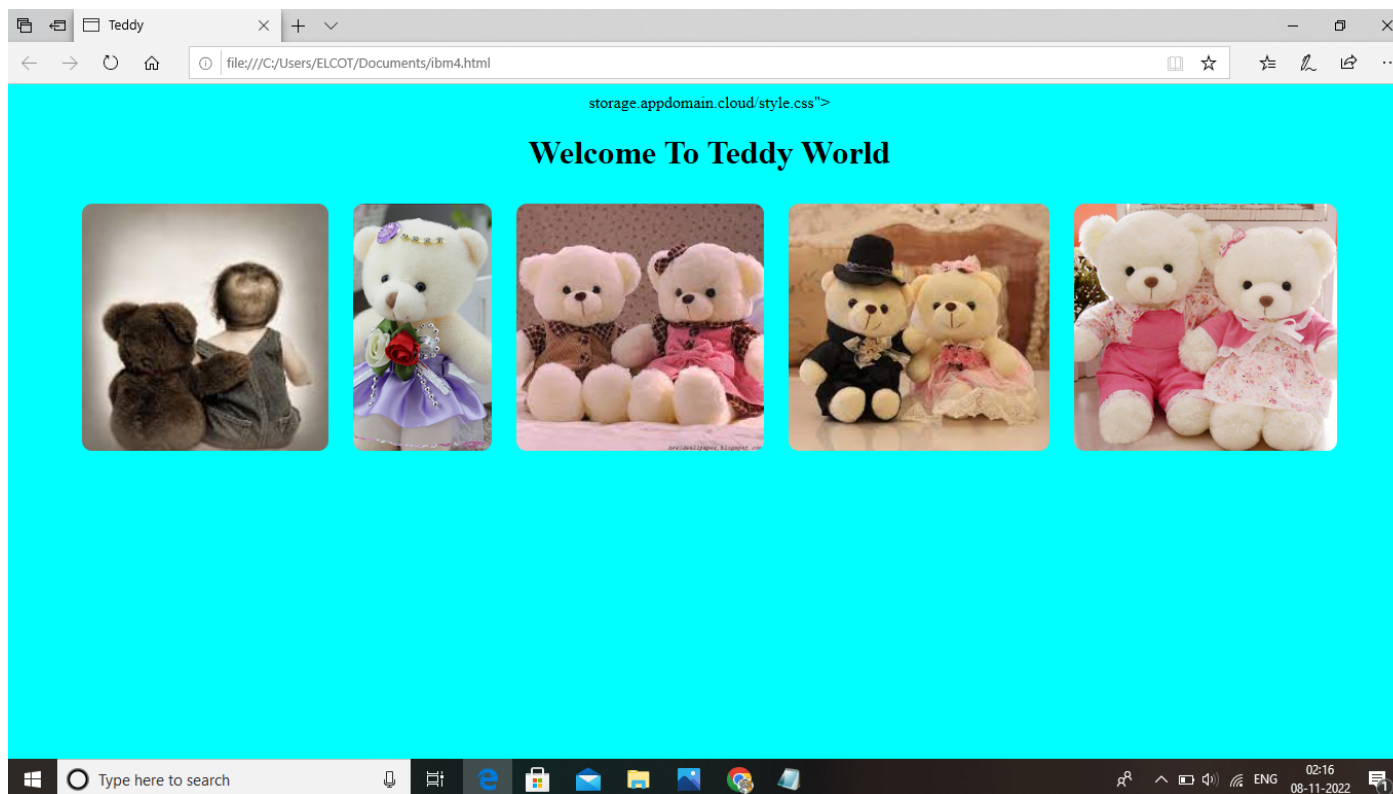 Teddy
file:///C:/Users/ELCOT/Documents/ibm4.html
storage.appdomain.cloud/style.css">
Welcome To Teddy World
Type here to search
ENG
02:16
08-11-2022
1